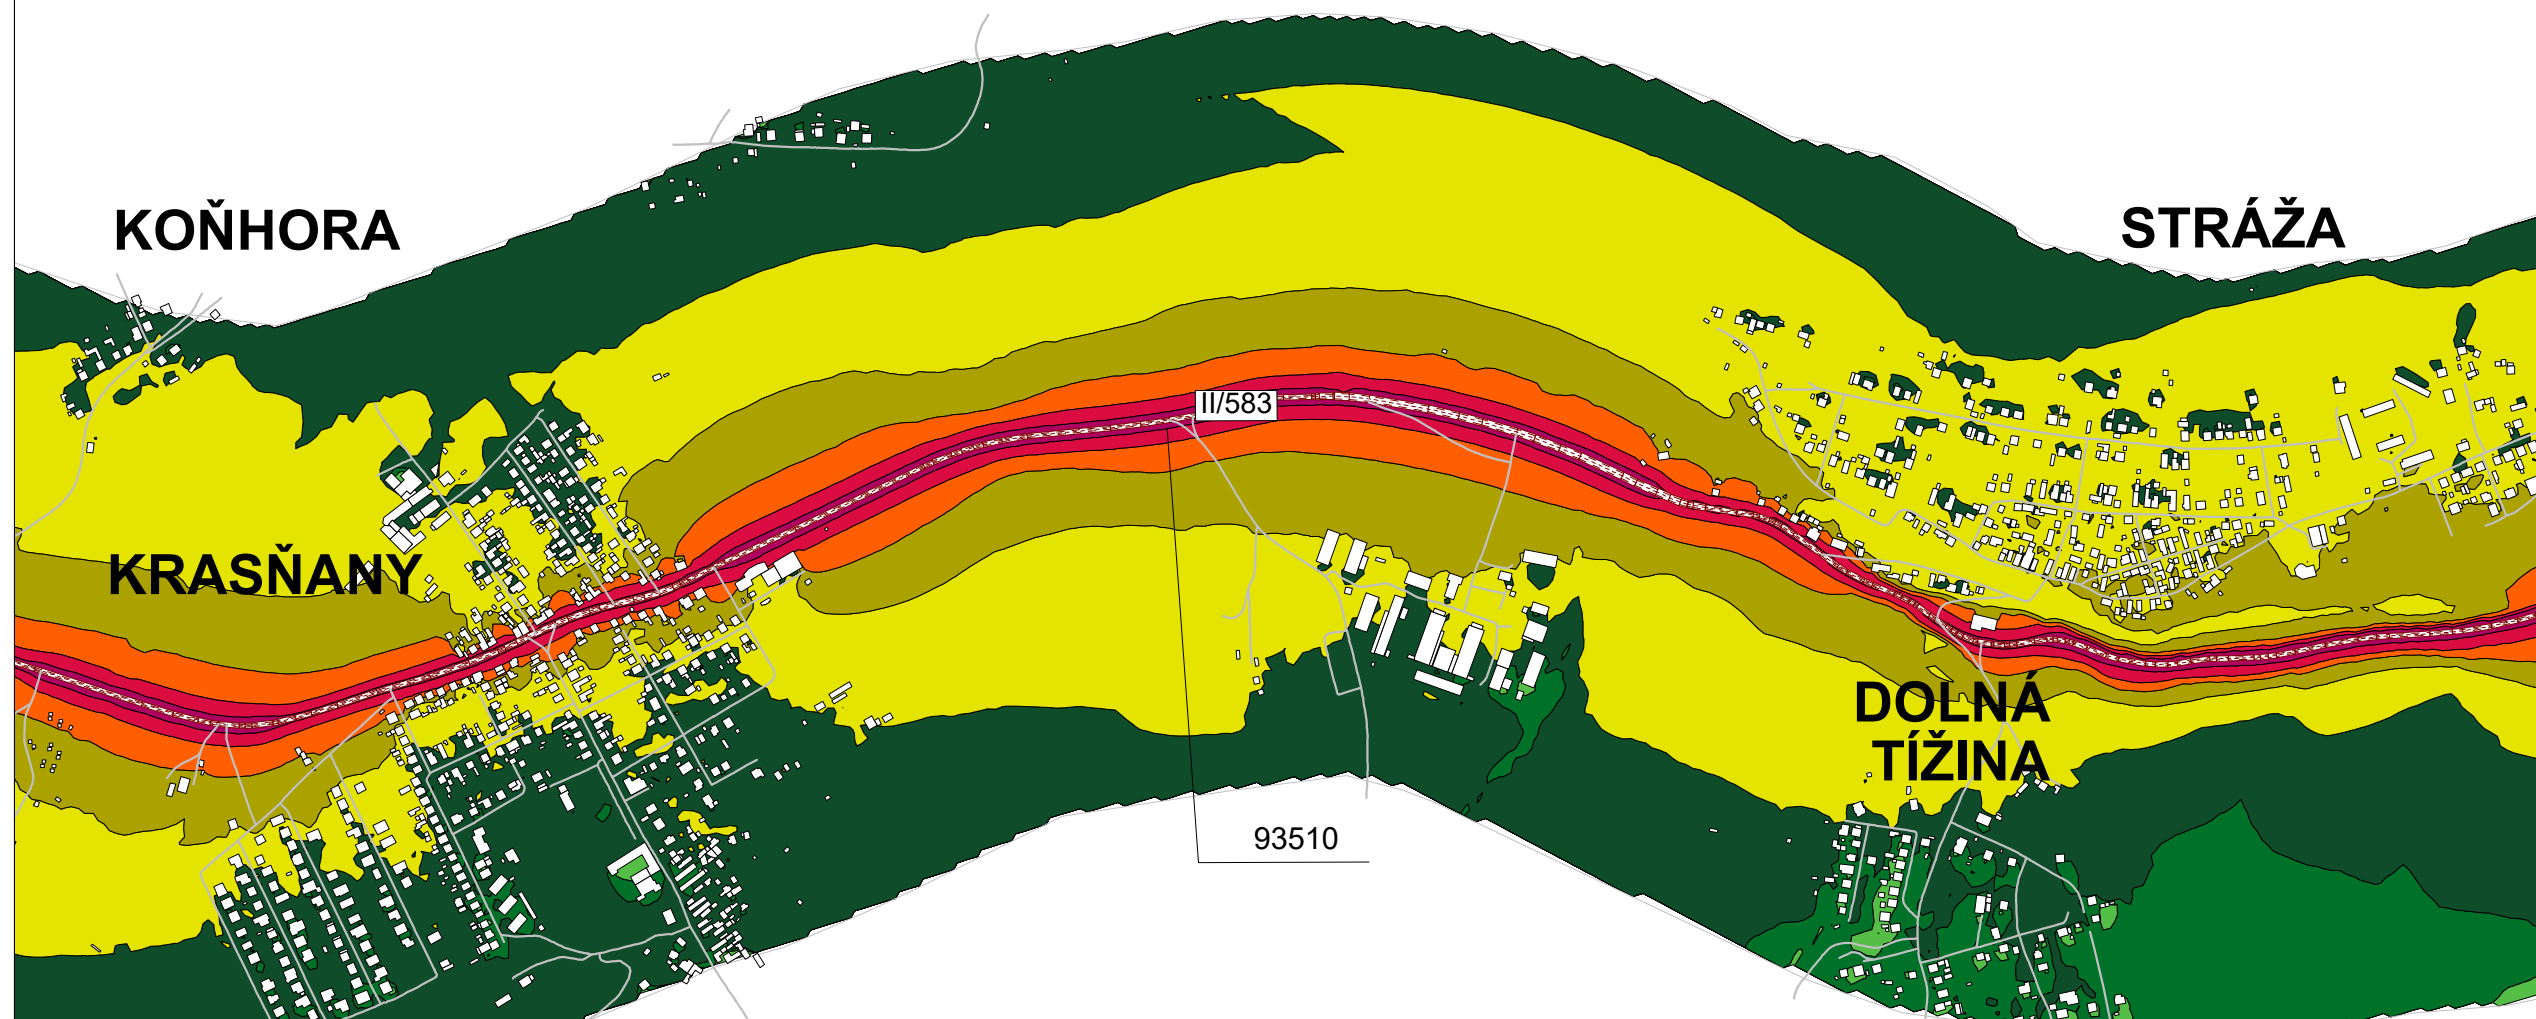 KOŇHORA
STRÁŽA
II/583
KRASŇANY
DOLNÁ
TÍŽINA
93510